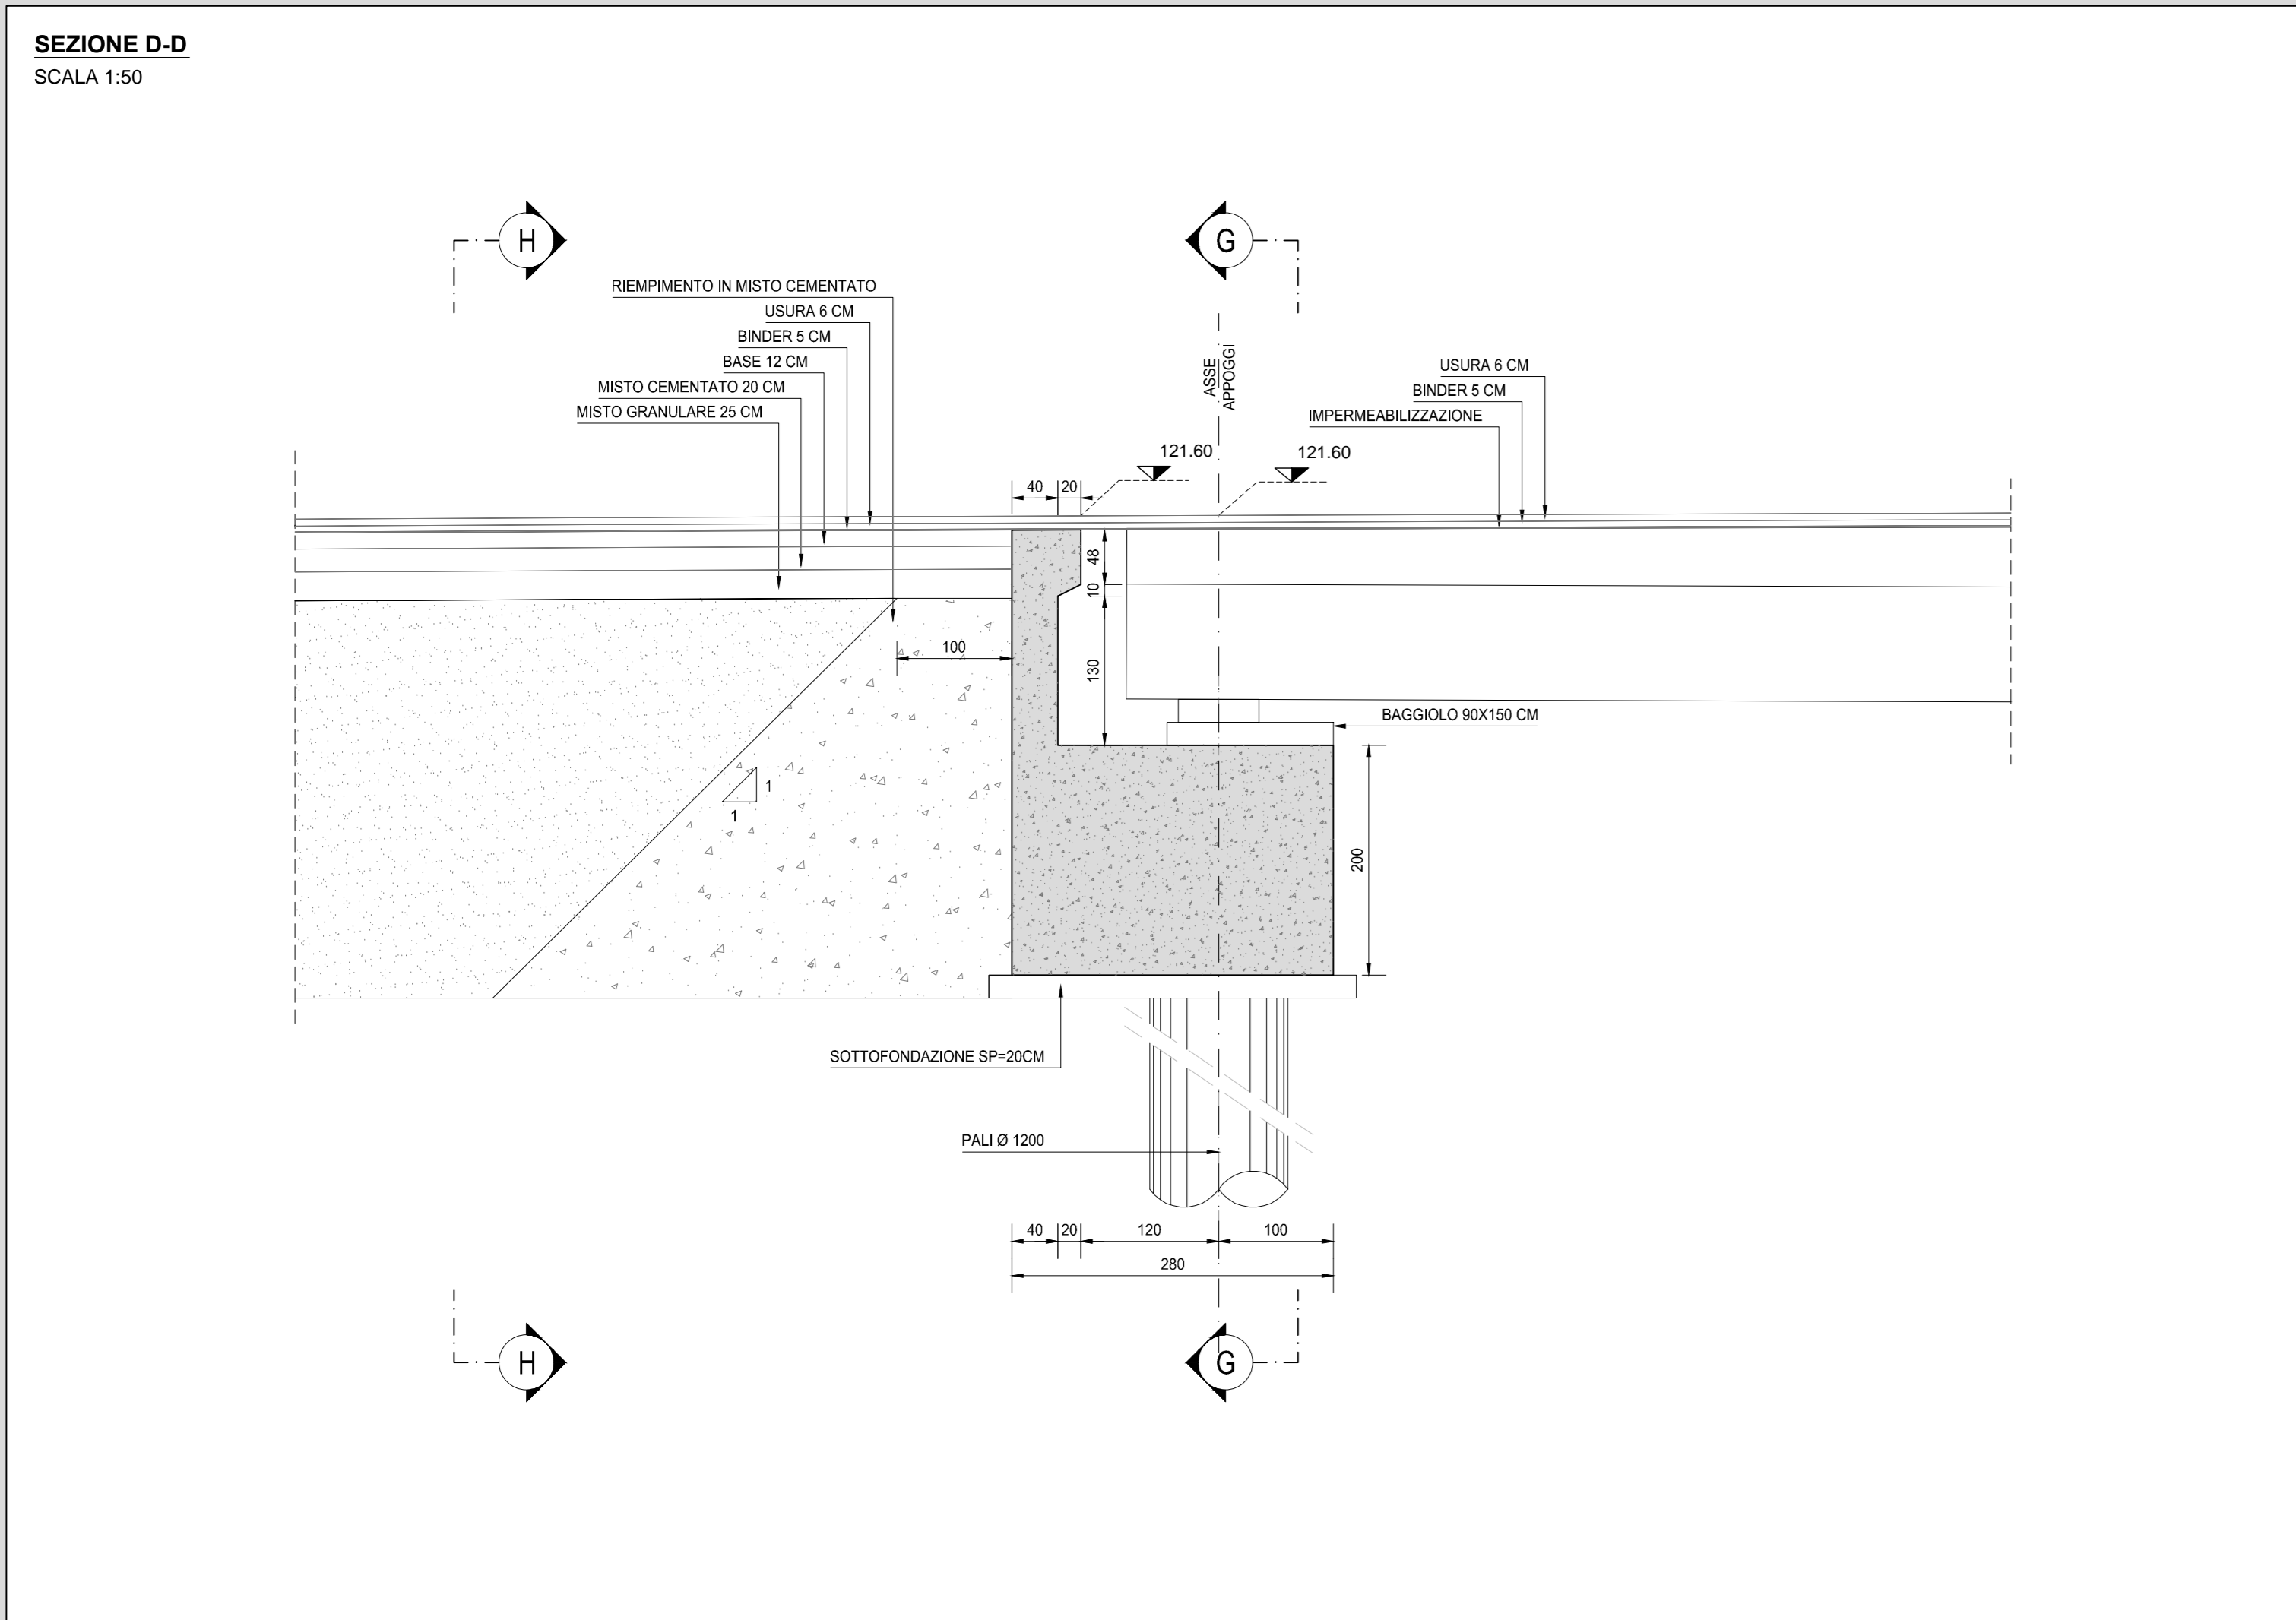 SEZIONE D-D
SCALA 1:50
H
G
RIEMPIMENTO IN MISTO CEMENTATO
USURA 6 CM
BINDER 5 CM
BASE 12 CM
MISTO CEMENTATO 20 CM
MISTO GRANULARE 25 CM
ASSE
APPOGGI
USURA 6 CM
BINDER 5 CM
IMPERMEABILIZZAZIONE
121.60
121.60
40
20
48
10
130
100
BAGGIOLO 90X150 CM
1
1
200
SOTTOFONDAZIONE SP=20CM
PALI Ø 1200
40
20
120
100
280
H
G